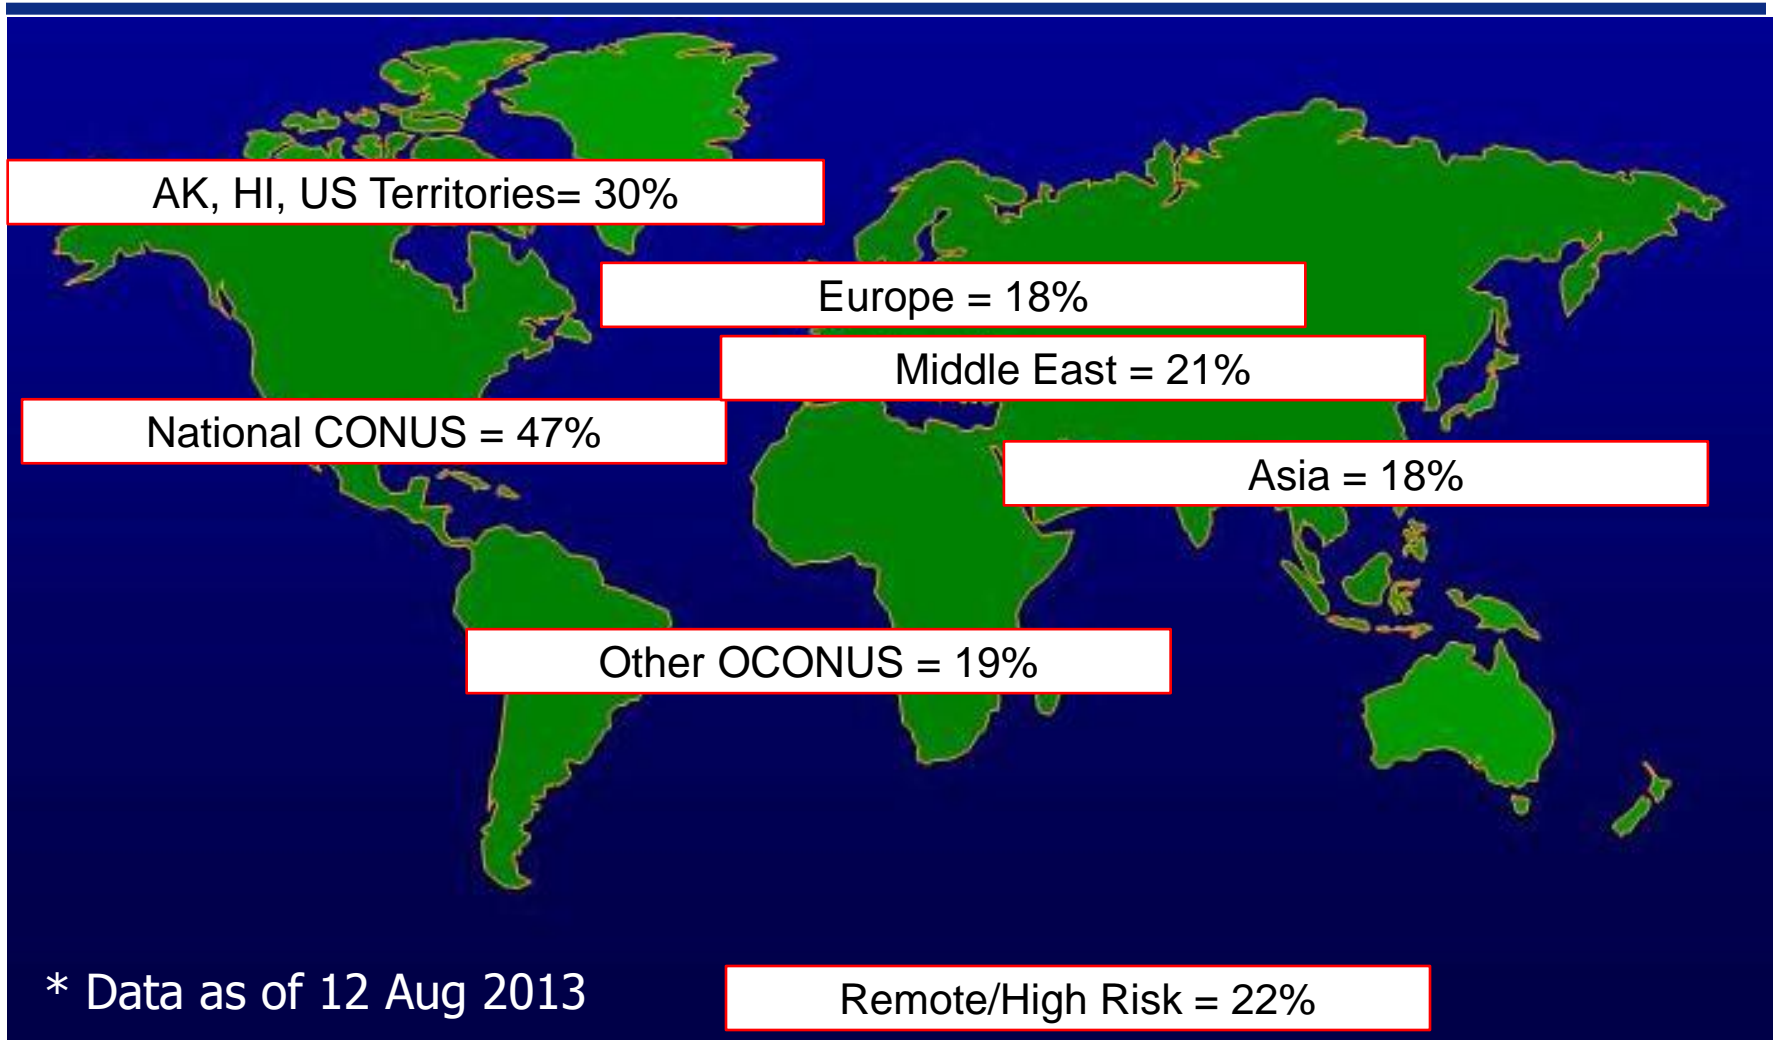 AK, HI, US Territories= 30%
Europe = 18%
Middle East = 21%
National CONUS = 47%
Asia = 18%
Other OCONUS = 19%
* Data as of 12 Aug 2013
Remote/High Risk = 22%